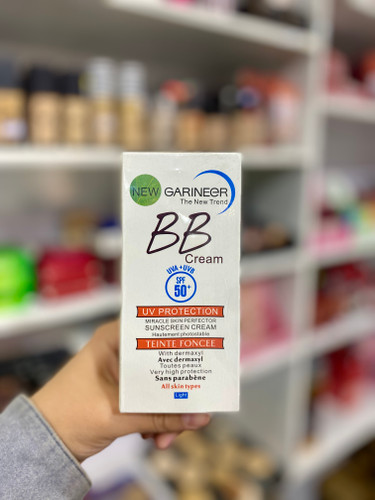 NEW GARINEER
The New Trend
BB
Cream
UVA+UVB
SPF
50+
UV PROTECTION
MIRACLE SKIN PERFECTOR
SUNSCREEN CREAM
Hautement photostable
TEINTE FONCEE
With dermaxyl
Avec dermaxyl
Toutes peaux
Very high protection
Sans parabène
All skin types
Light